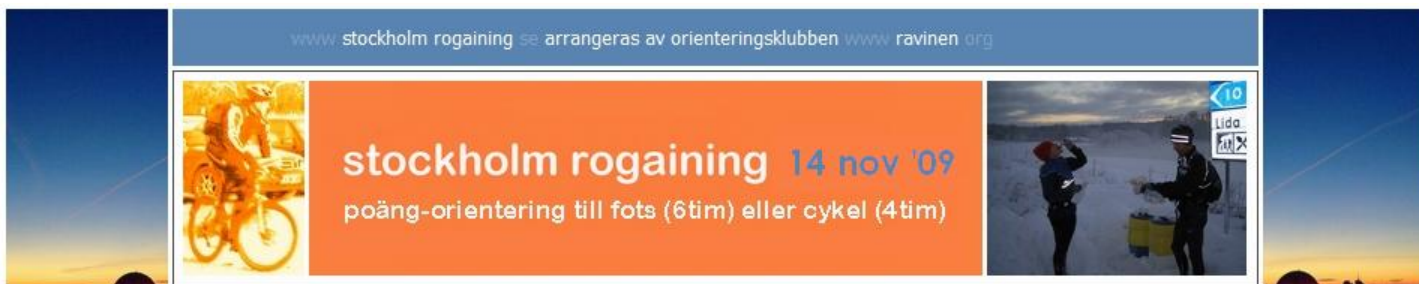 www stockholm rogaining se arrangeras av orienteringsklubben www ravinen org
stockholm rogaining 14 nov '09
poäng-orientering till fots (6tim) eller cykel (4tim)
10
Lida